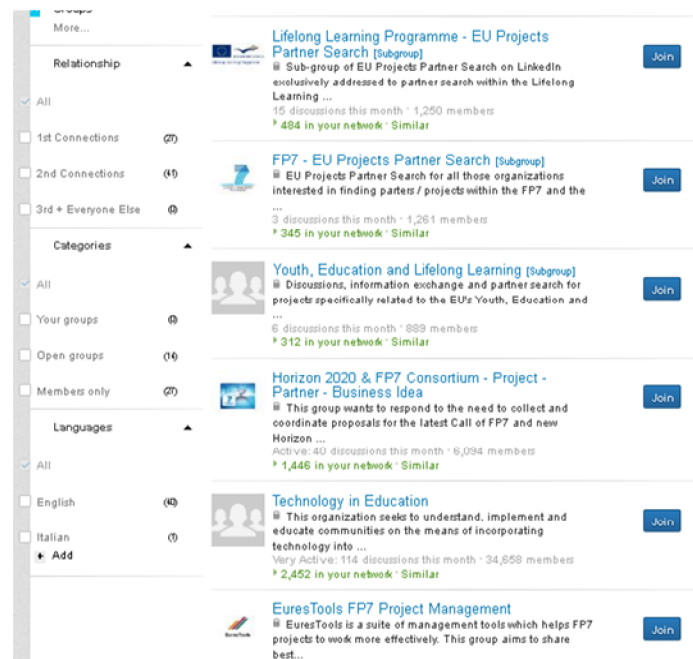 Groups
More...
Relationship
All
1st Connections (27)
2nd Connections (41)
3rd + Everyone Else (0)
Categories
All
Your groups (0)
Open groups (14)
Members only (27)
Languages
All
English (40)
Italian (1)
Add
Lifelong Learning Programme - EU Projects
Partner Search [Subgroup]
Sub-group of EU Projects Partner Search on LinkedIn
exclusively addressed to partner search within the Lifelong
Learning ...
15 discussions this month · 1,250 members
484 in your network · Similar
Join
FP7 - EU Projects Partner Search [Subgroup]
EU Projects Partner Search for all those organizations
interested in finding parters / projects within the FP7 and the
...
3 discussions this month · 1,261 members
345 in your network · Similar
Join
Youth, Education and Lifelong Learning [Subgroup]
Discussions, information exchange and partner search for
projects specifically related to the EU's Youth, Education and
...
6 discussions this month · 889 members
312 in your network · Similar
Join
Horizon 2020 & FP7 Consortium - Project -
Partner - Business Idea
This group wants to respond to the need to collect and
coordinate proposals for the latest Call of FP7 and new
Horizon ...
Active: 40 discussions this month · 6,094 members
1,446 in your network · Similar
Join
Technology in Education
This organization seeks to understand, implement and
educate communities on the means of incorporating
technology into ...
Very Active: 114 discussions this month · 34,658 members
2,452 in your network · Similar
Join
EuresTools
EuresTools FP7 Project Management
EuresTools is a suite of management tools which helps FP7
projects to work more effectively. This group aims to share
best...
Join